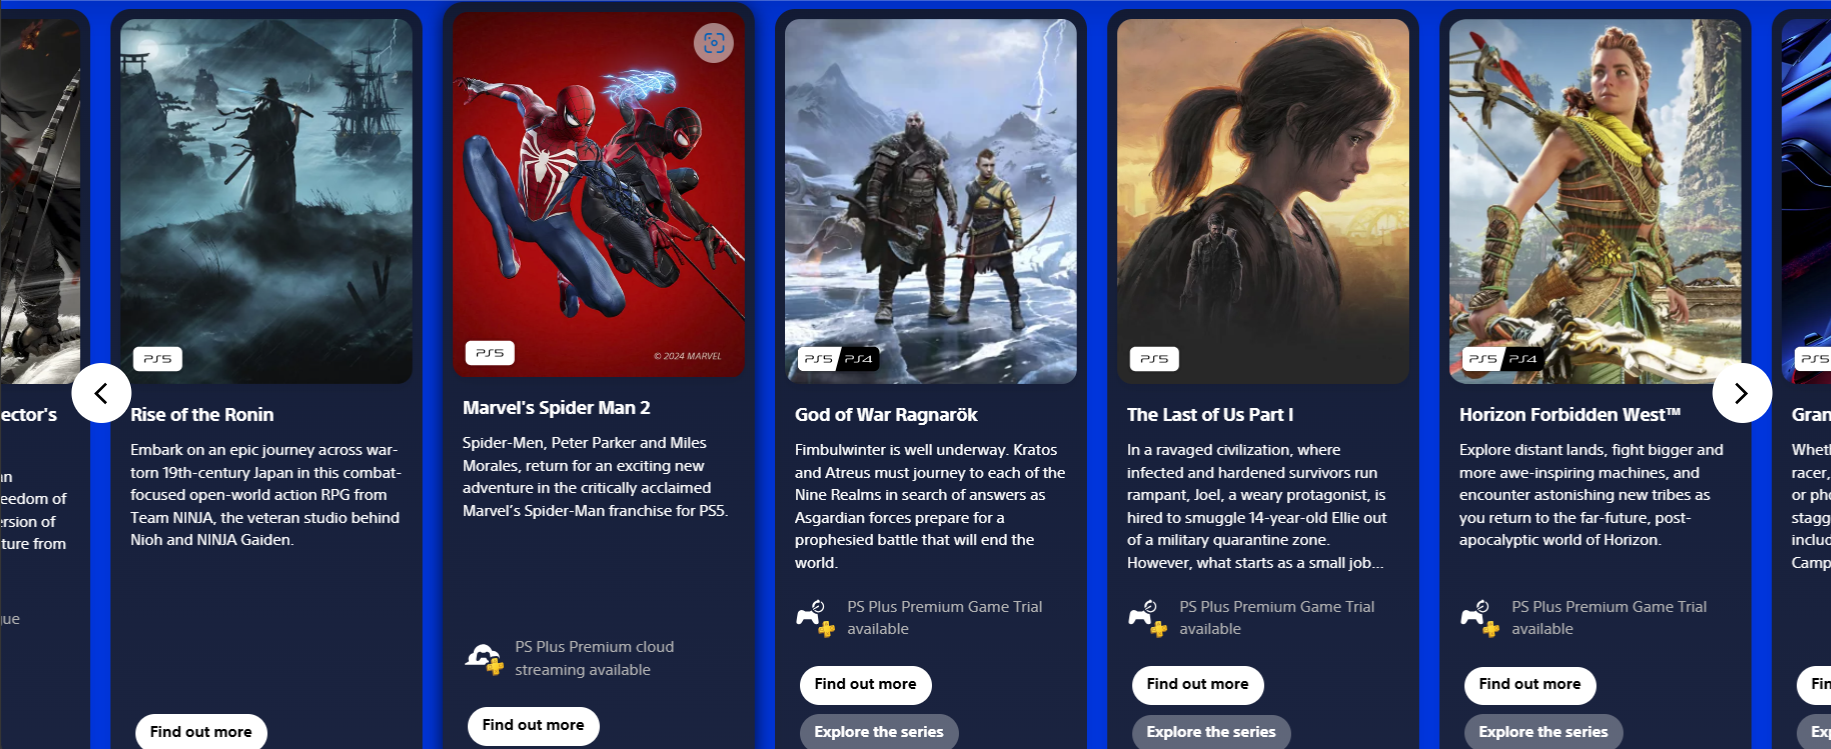 ector's
n
eedom of
rsion of
ture from
gue
PS5
Rise of the Ronin
Embark on an epic journey across war-
torn 19th-century Japan in this combat-
focused open-world action RPG from
Team NINJA, the veteran studio behind
Nioh and NINJA Gaiden.
Find out more
PS5
© 2024 MARVEL
Marvel's Spider Man 2
Spider-Men, Peter Parker and Miles
Morales, return for an exciting new
adventure in the critically acclaimed
Marvel's Spider-Man franchise for PS5.
PS Plus Premium cloud
streaming available
Find out more
PS5 PS4
God of War Ragnarök
Fimbulwinter is well underway. Kratos
and Atreus must journey to each of the
Nine Realms in search of answers as
Asgardian forces prepare for a
prophesied battle that will end the
world.
PS Plus Premium Game Trial
available
Find out more
Explore the series
PS5
The Last of Us Part I
In a ravaged civilization, where
infected and hardened survivors run
rampant, Joel, a weary protagonist, is
hired to smuggle 14-year-old Ellie out
of a military quarantine zone.
However, what starts as a small job...
PS Plus Premium Game Trial
available
Find out more
Explore the series
PS5 PS4
Horizon Forbidden West™
Explore distant lands, fight bigger and
more awe-inspiring machines, and
encounter astonishing new tribes as
you return to the far-future, post-
apocalyptic world of Horizon.
PS Plus Premium Game Trial
available
Find out more
Explore the series
PS5
Gran
Wheth
racer,
or pho
stagg
includ
Camp
Fin
Exp